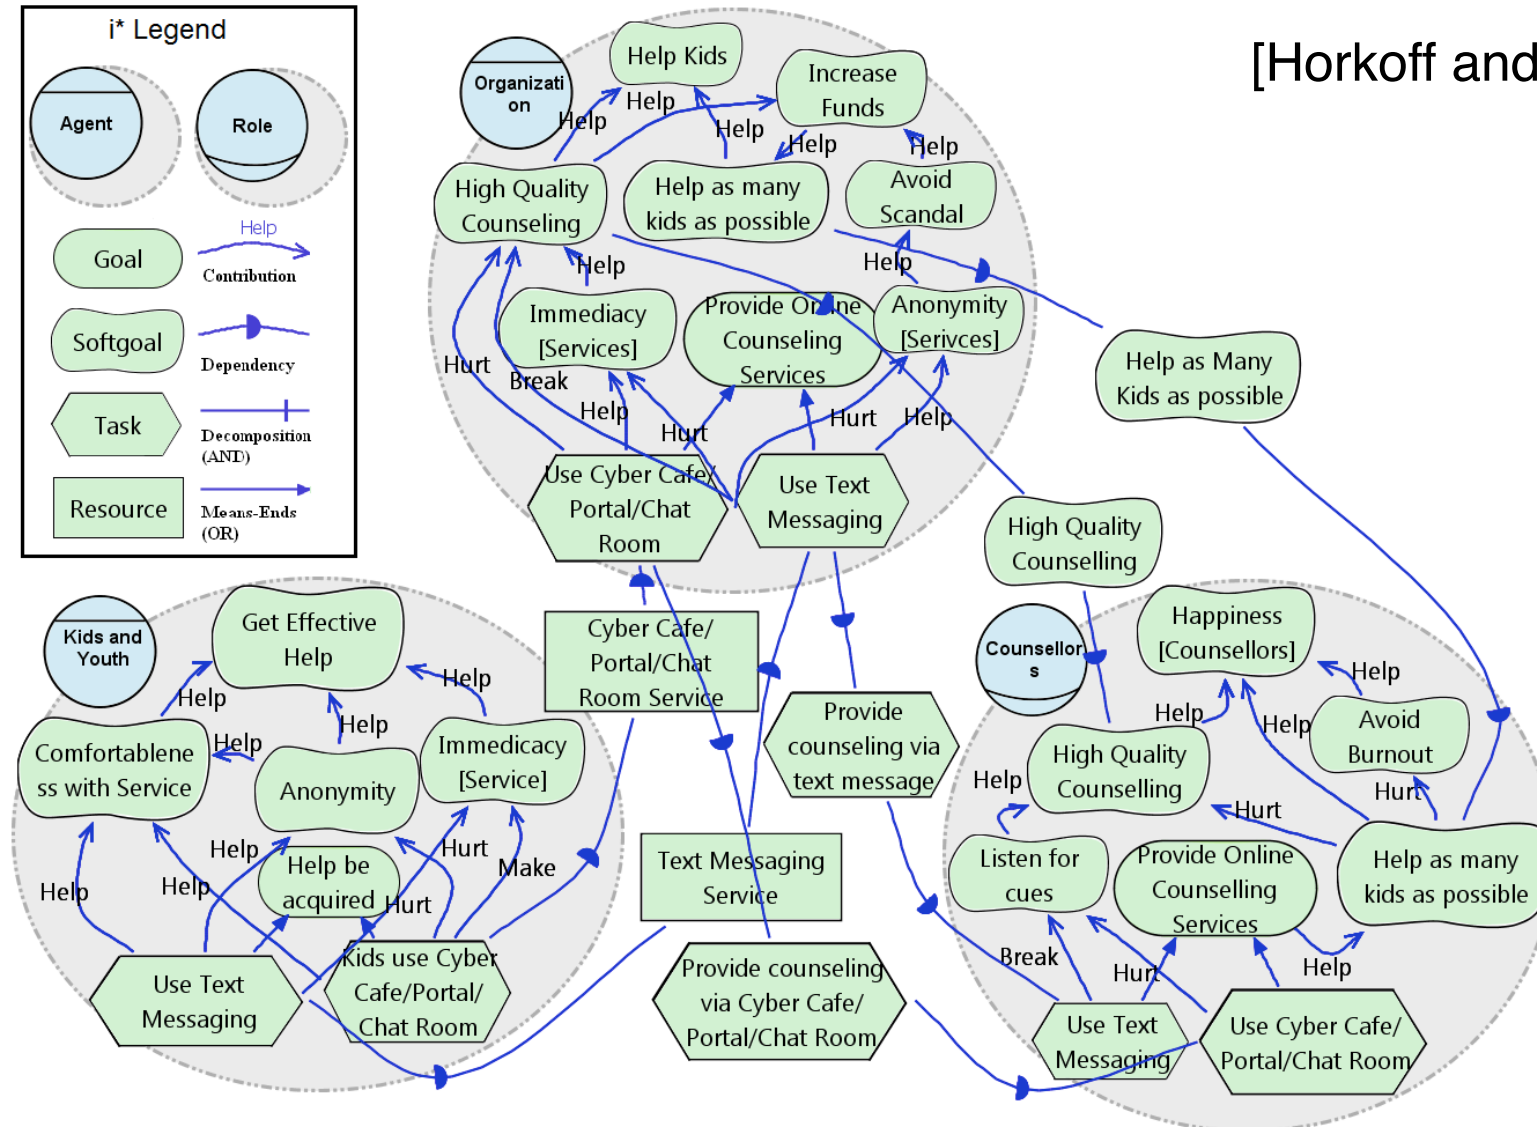 i* Legend
Agent
Role
Goal
Help
Contribution
Softgoal
Dependency
Task
Decomposition
(AND)
Resource
Means-Ends
(OR)
[Horkoff and
Organizati
on
Help Kids
Increase
Funds
Help
Help
Help
Help
Help
High Quality
Counseling
Help as many
kids as possible
Avoid
Scandal
Help
Help
Immediacy
[Services]
Provide Online
Counseling
Services
Anonymity
[Serivces]
Hurt
Break
Help
Hurt
Hurt
Help
Use Cyber Cafe/
Portal/Chat
Room
Use Text
Messaging
Help as Many
Kids as possible
High Quality
Counselling
Kids and
Youth
Get Effective
Help
Help
Help
Help
Help
Comfortablene
ss with Service
Anonymity
Immedicacy
[Service]
Help
Help
Help
Hurt
Make
Hurt
Help be
acquired
Use Text
Messaging
Kids use Cyber
Cafe/Portal/
Chat Room
Cyber Cafe/
Portal/Chat
Room Service
Provide
counseling via
text message
Text Messaging
Service
Provide counseling
via Cyber Cafe/
Portal/Chat Room
Counsellor
s
Happiness
[Counsellors]
Help
Help
Help
Avoid
Burnout
High Quality
Counselling
Help
Hurt
Hurt
Listen for
cues
Provide Online
Counselling
Services
Help as many
kids as possible
Break
Hurt
Help
Use Text
Messaging
Use Cyber Cafe/
Portal/Chat Room